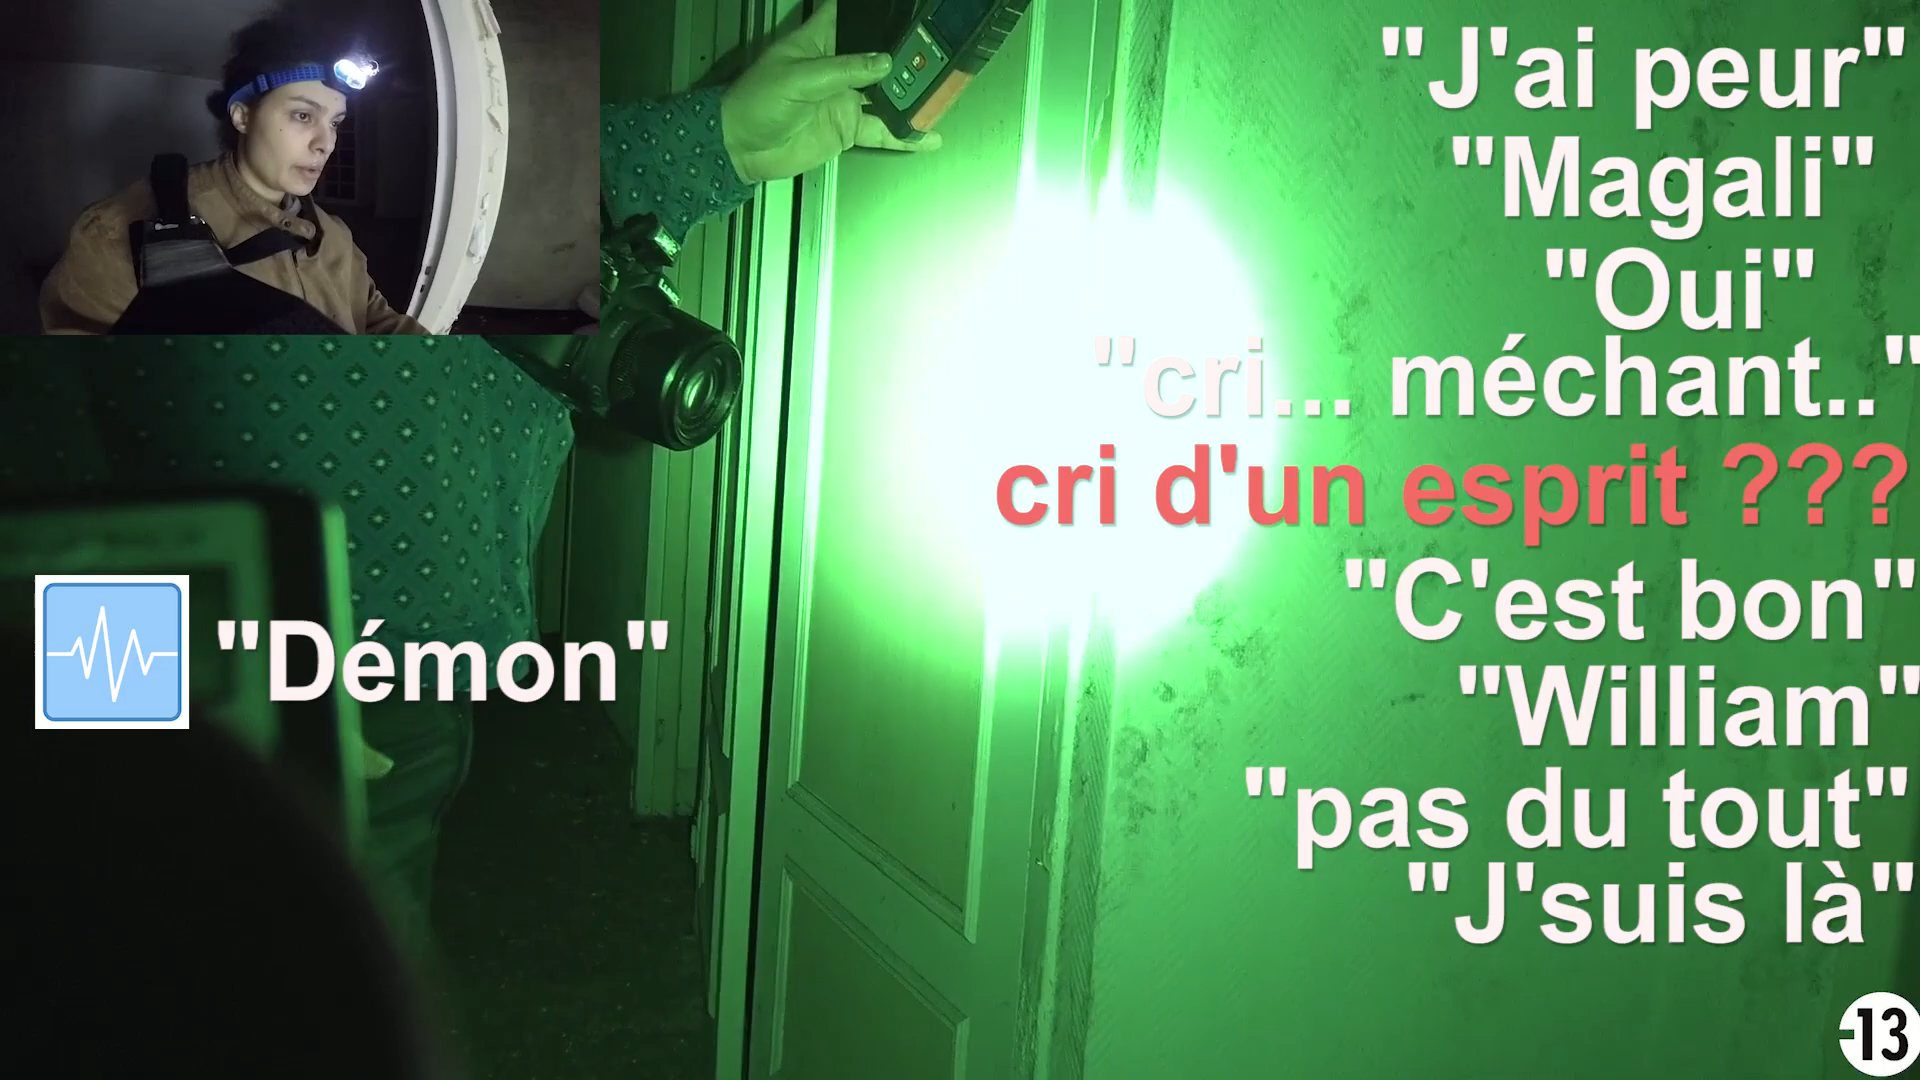 "J'ai peur"
"Magali"
"Oui"
"cri... méchant.."
cri d'un esprit ???
"C'est bon"
"William"
"pas du tout"
"J'suis là"
"Démon"
-13